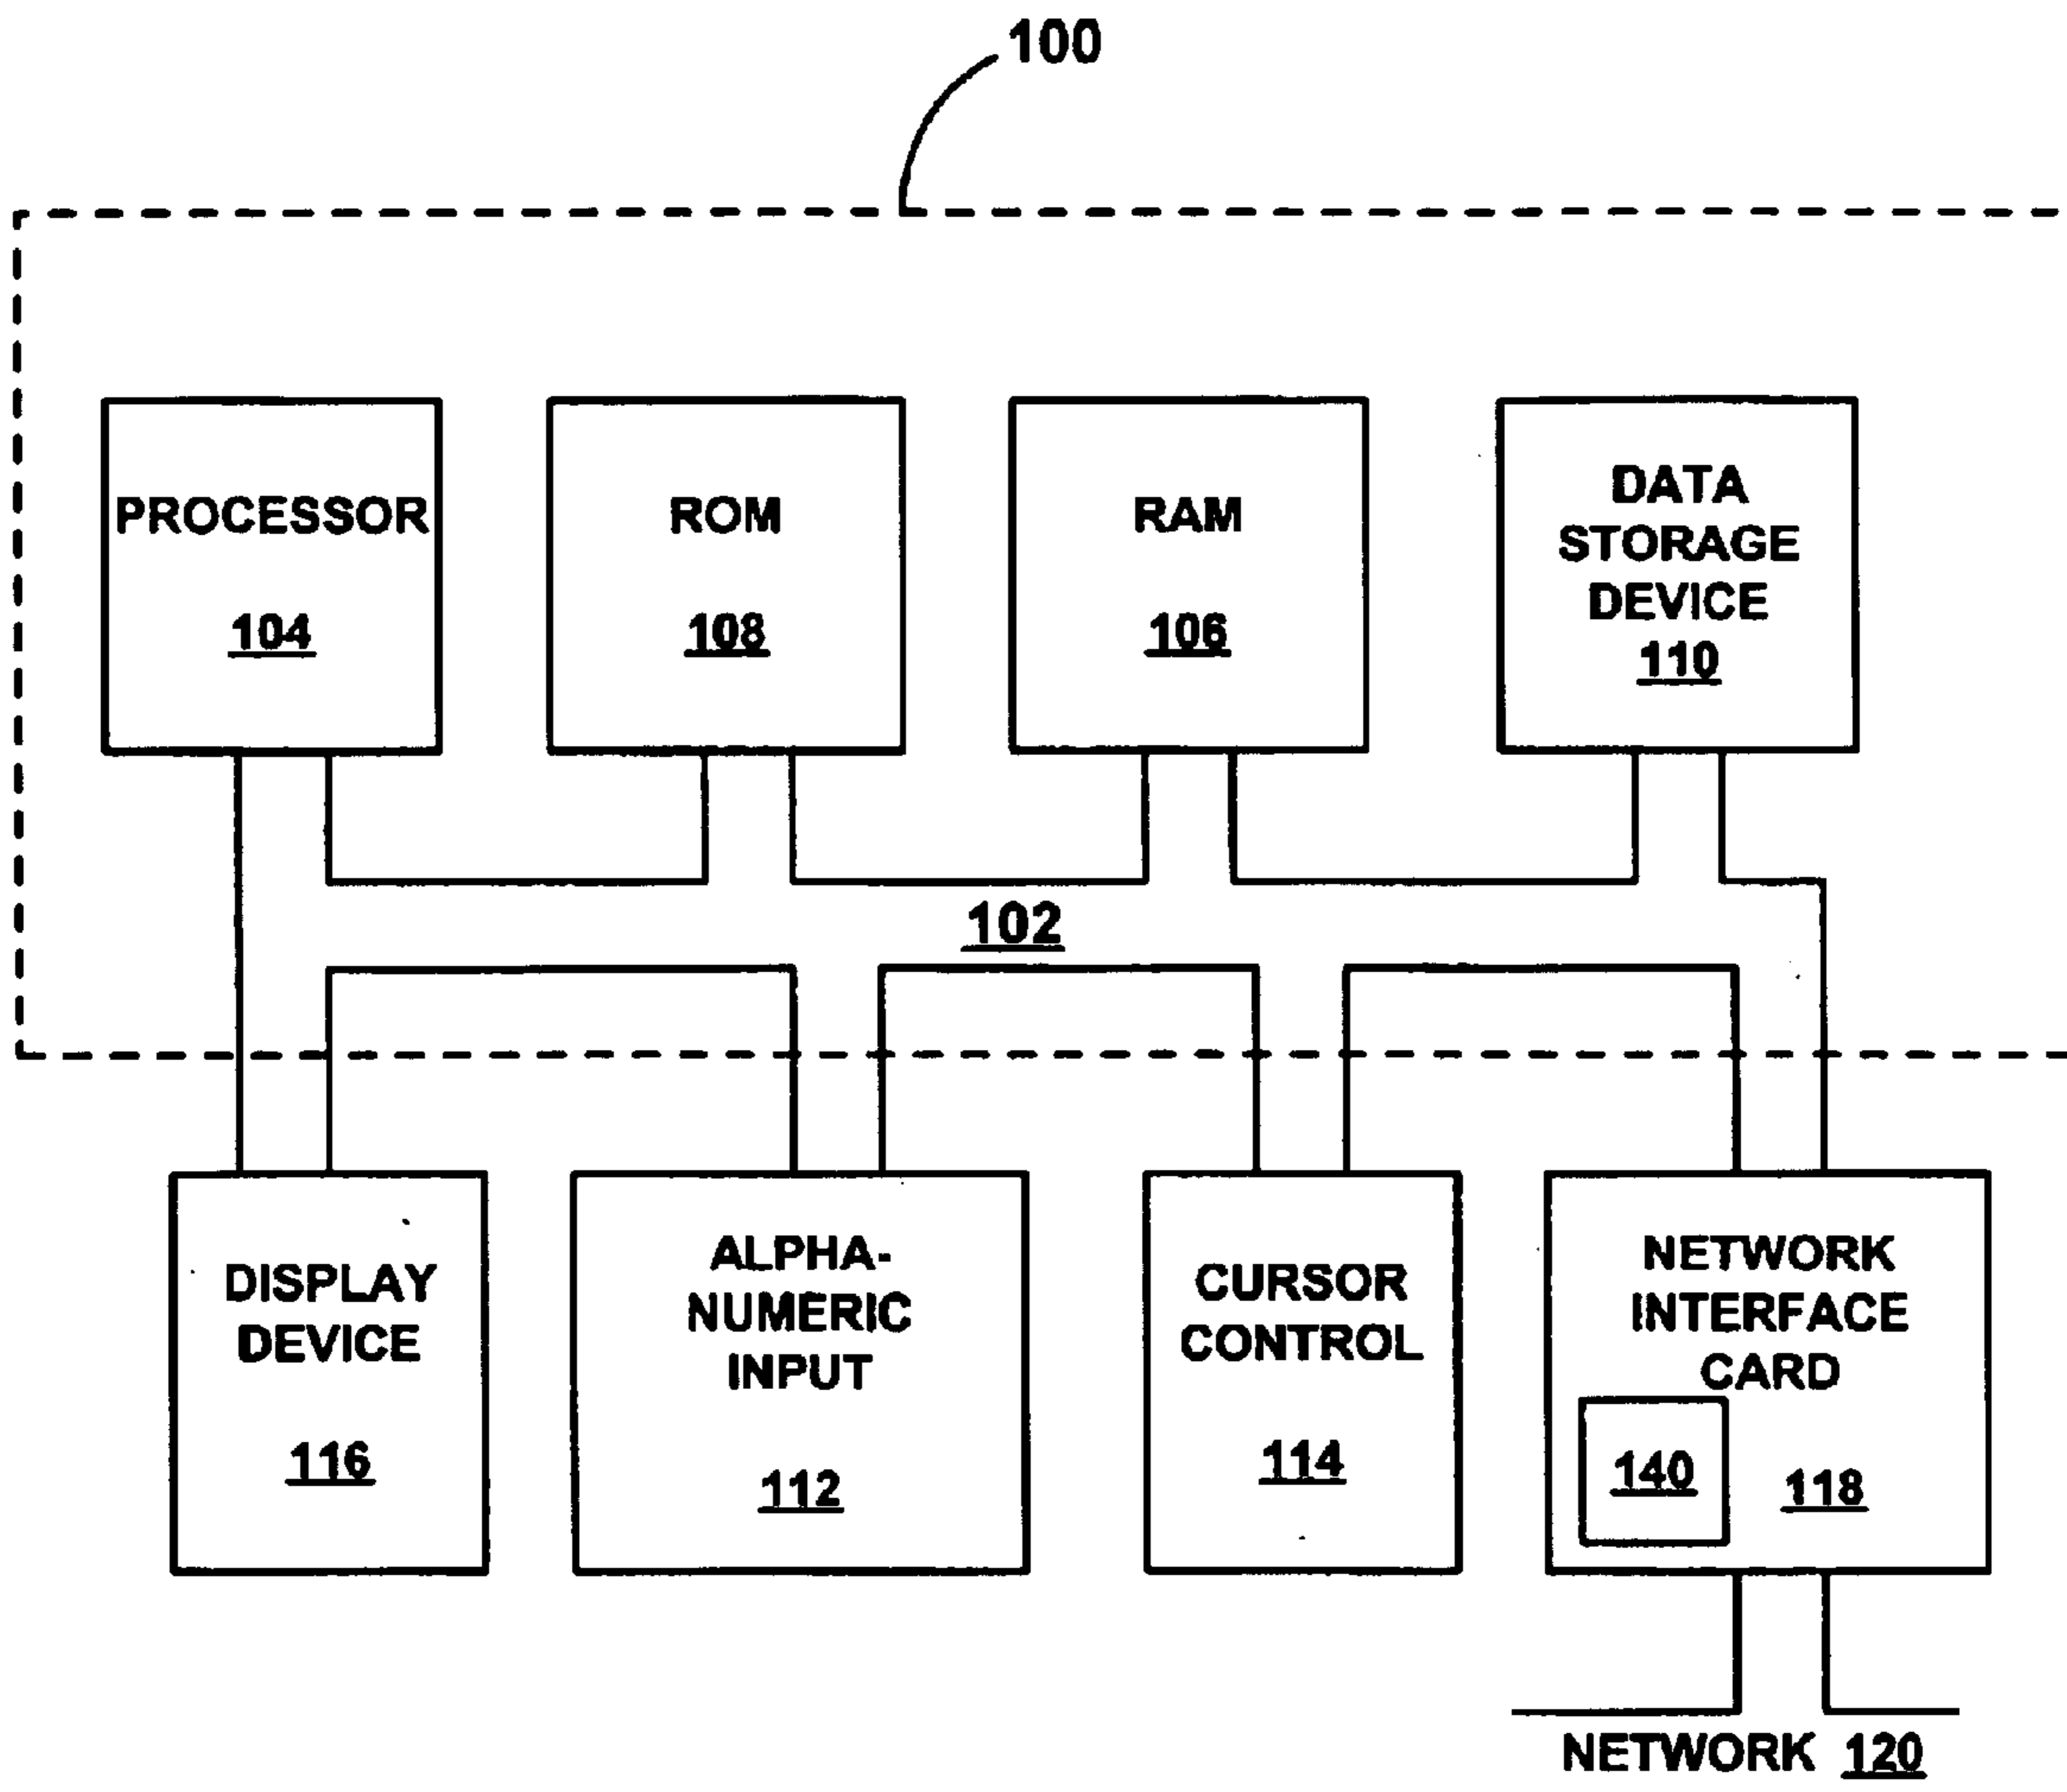 100
PROCESSOR
104
ROM
108
RAM
106
DATA
STORAGE
DEVICE
110
102
DISPLAY
DEVICE
116
ALPHA-
NUMERIC
INPUT
112
CURSOR
CONTROL
114
NETWORK
INTERFACE
CARD
140
118
NETWORK 120